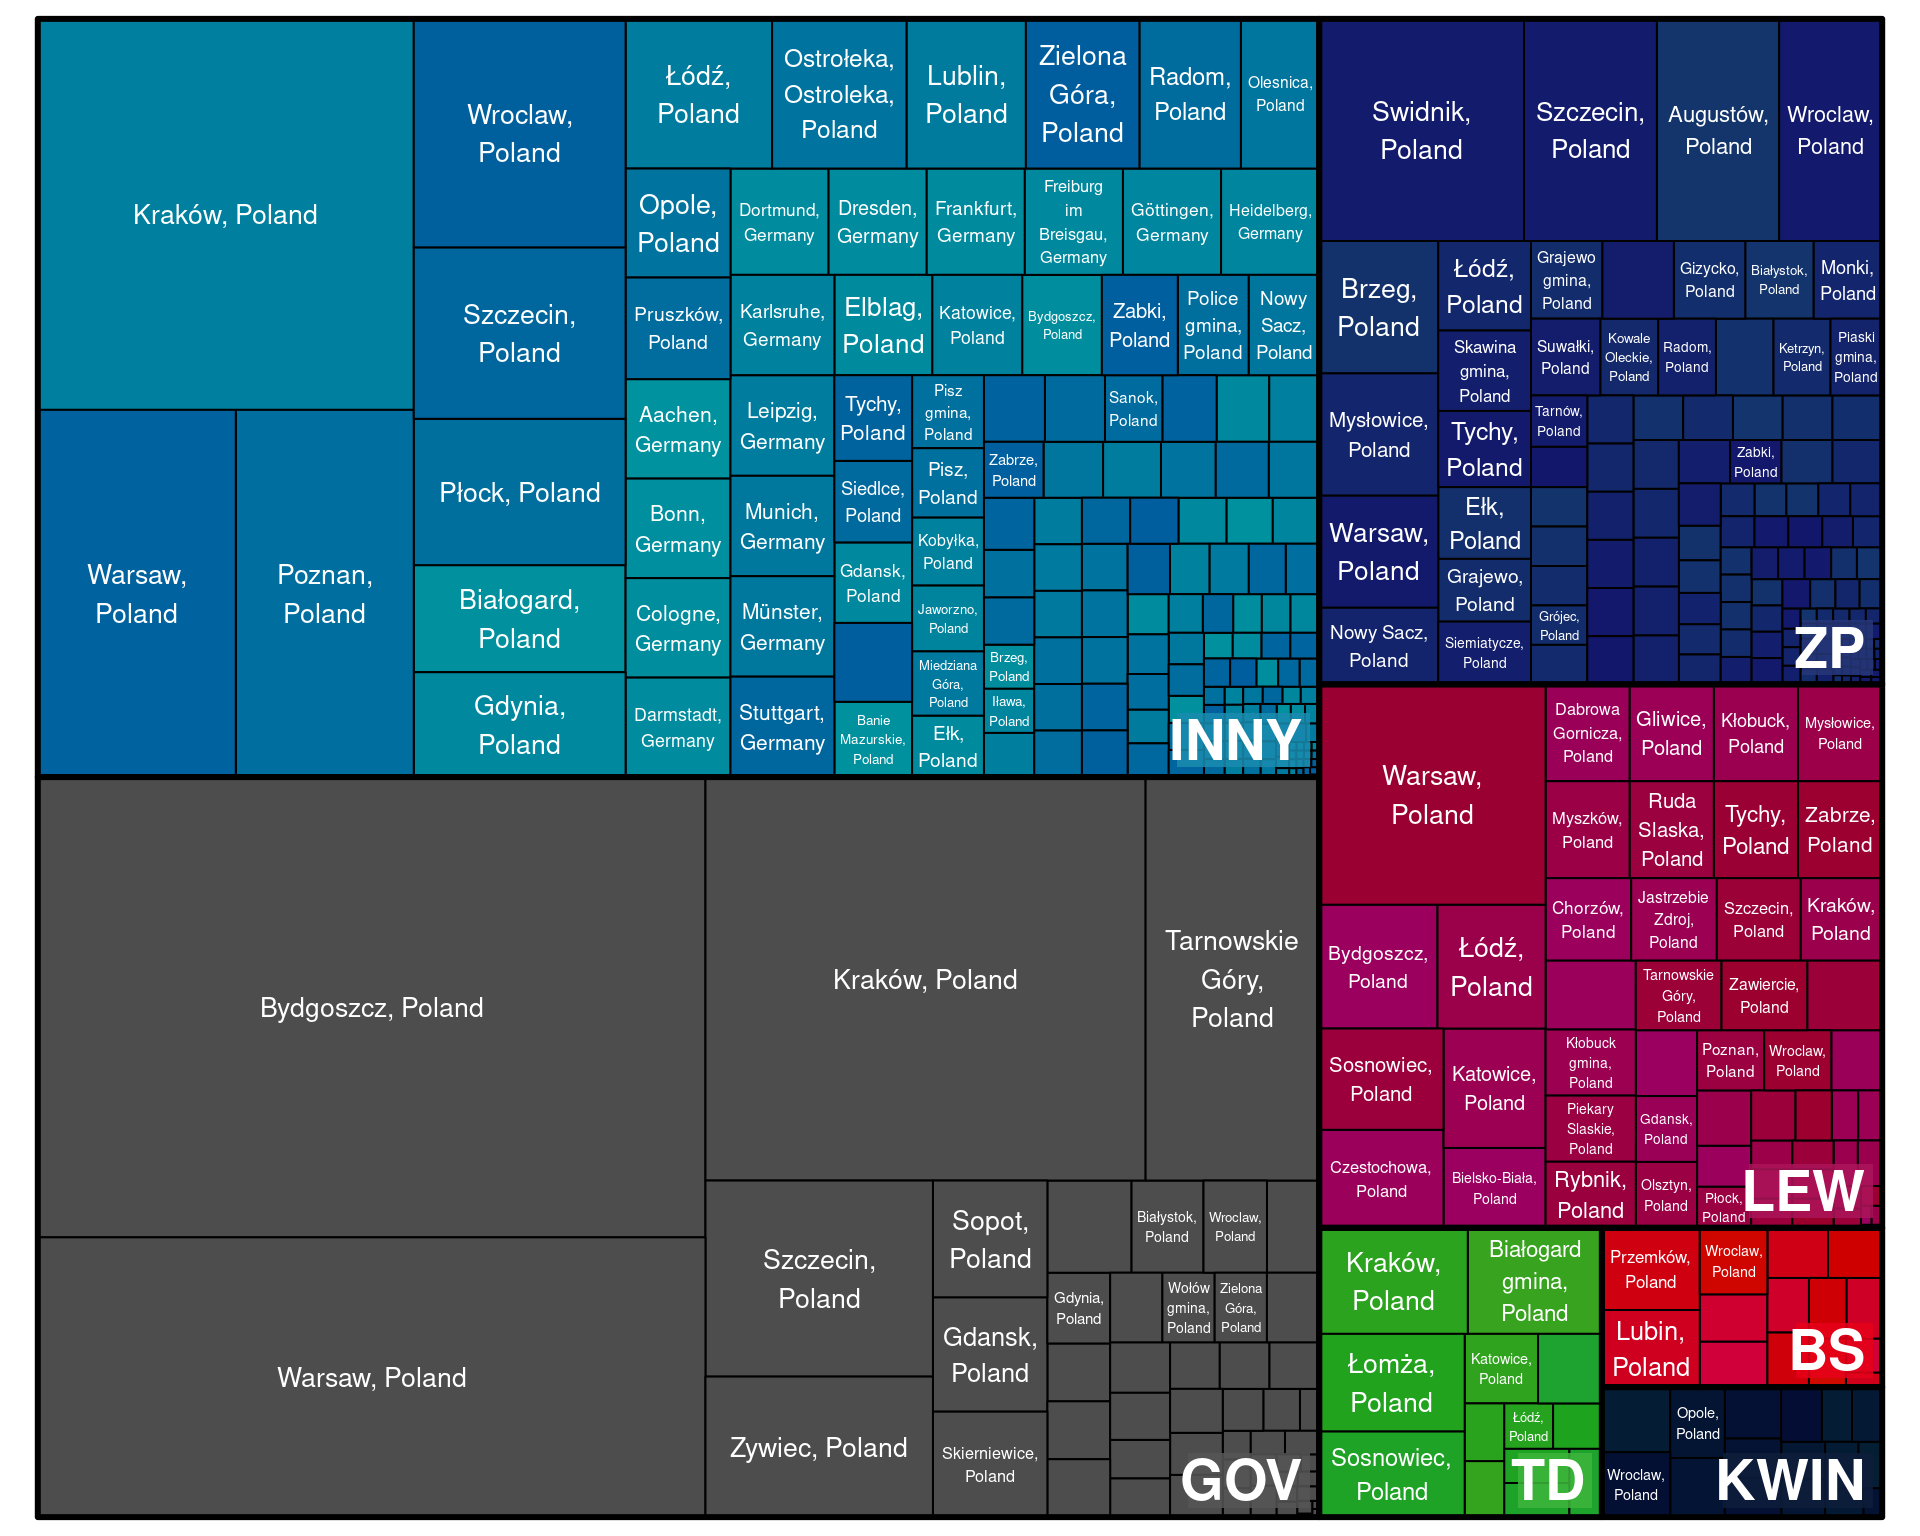 Kraków, Poland
Warsaw,
Poland
Poznan,
Poland
Wroclaw,
Poland
Szczecin,
Poland
Płock, Poland
Białogard,
Poland
Gdynia,
Poland
Łódź,
Poland
Ostrołeka,
Ostroleka,
Poland
Lublin,
Poland
Zielona
Góra,
Poland
Radom,
Poland
Olesnica,
Poland
Opole,
Poland
Dortmund,
Germany
Dresden,
Germany
Frankfurt,
Germany
Freiburg
im
Breisgau,
Germany
Göttingen,
Germany
Heidelberg,
Germany
Pruszków,
Poland
Karlsruhe,
Germany
Elblag,
Poland
Katowice,
Poland
Bydgoszcz,
Poland
Zabki,
Poland
Police
gmina,
Poland
Nowy
Sacz,
Poland
Aachen,
Germany
Bonn,
Germany
Cologne,
Germany
Darmstadt,
Germany
Leipzig,
Germany
Munich,
Germany
Münster,
Germany
Stuttgart,
Germany
Tychy,
Poland
Siedlce,
Poland
Gdansk,
Poland
Banie
Mazurskie,
Poland
Pisz
gmina,
Poland
Pisz,
Poland
Kobyłka,
Poland
Jaworzno,
Poland
Miedziana
Góra,
Poland
Ełk,
Poland
Sanok,
Poland
Zabrze,
Poland
Brzeg,
Poland
Iława,
Poland
INNY
Swidnik,
Poland
Szczecin,
Poland
Augustów,
Poland
Wroclaw,
Poland
Brzeg,
Poland
Mysłowice,
Poland
Warsaw,
Poland
Nowy Sacz,
Poland
Łódź,
Poland
Skawina
gmina,
Poland
Tychy,
Poland
Ełk,
Poland
Grajewo,
Poland
Siemiatycze,
Poland
Grajewo
gmina,
Poland
Gizycko,
Poland
Białystok,
Poland
Monki,
Poland
Suwałki,
Poland
Kowale
Oleckie,
Poland
Radom,
Poland
Ketrzyn,
Poland
Piaski
gmina,
Poland
Tarnów,
Poland
Zabki,
Poland
Grójec,
Poland
ZP
Bydgoszcz, Poland
Warsaw, Poland
Kraków, Poland
Tarnowskie
Góry,
Poland
Szczecin,
Poland
Zywiec, Poland
Sopot,
Poland
Gdansk,
Poland
Skierniewice,
Poland
Białystok,
Poland
Wroclaw,
Poland
Gdynia,
Poland
Wołów
gmina,
Poland
Zielona
Góra,
Poland
GOV
Warsaw,
Poland
Bydgoszcz,
Poland
Łódź,
Poland
Sosnowiec,
Poland
Czestochowa,
Poland
Katowice,
Poland
Bielsko-Biała,
Poland
Dabrowa
Gornicza,
Poland
Gliwice,
Poland
Kłobuck,
Poland
Mysłowice,
Poland
Myszków,
Poland
Ruda
Slaska,
Poland
Tychy,
Poland
Zabrze,
Poland
Chorzów,
Poland
Jastrzebie
Zdroj,
Poland
Szczecin,
Poland
Kraków,
Poland
Tarnowskie
Góry,
Poland
Zawiercie,
Poland
Kłobuck
gmina,
Poland
Piekary
Slaskie,
Poland
Rybnik,
Poland
Gdansk,
Poland
Olsztyn,
Poland
Poznan,
Poland
Wroclaw,
Poland
Płock,
Poland
LEW
Kraków,
Poland
Białogard
gmina,
Poland
Łomża,
Poland
Sosnowiec,
Poland
Katowice,
Poland
Łódź,
Poland
TD
Przemków,
Poland
Lubin,
Poland
Wroclaw,
Poland
BS
Opole,
Poland
Wroclaw,
Poland
KWIN